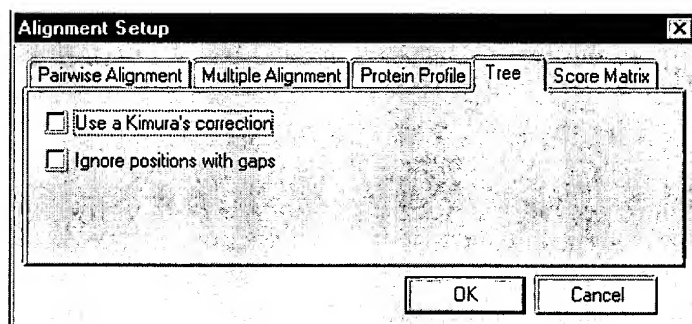 Alignment Setup
Pairwise Alignment Multiple Alignment Protein Profile Tree Score Matrix
Use a Kimura's correction
Ignore positions with gaps
OK Cancel